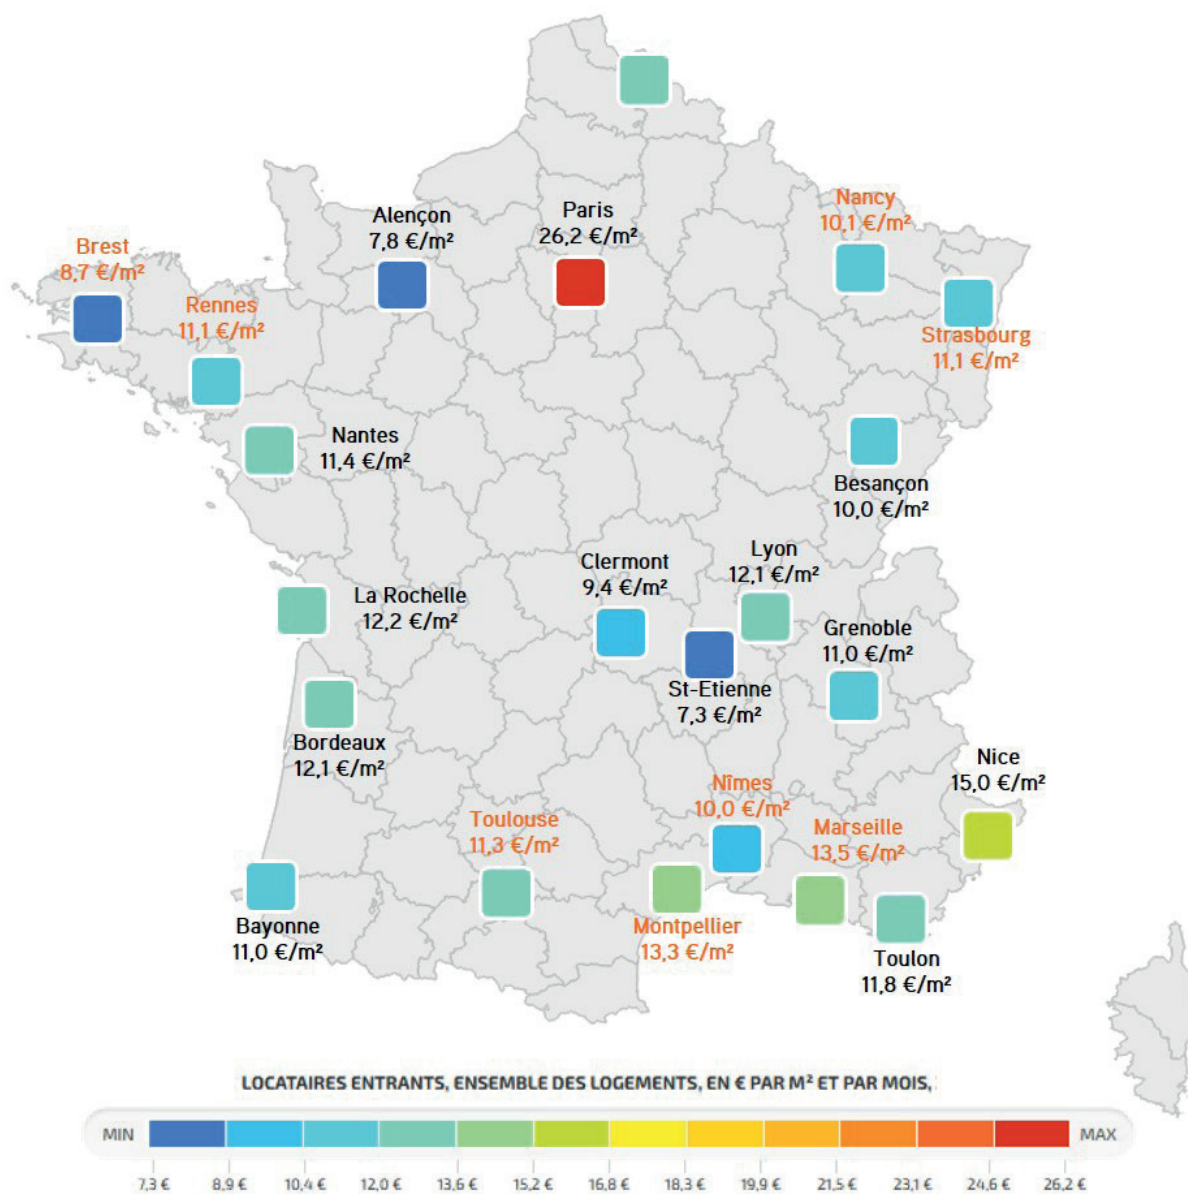 Alençon
7,8 €/m²
Paris
26,2 €/m²
Nancy
10,1 €/m²
Brest
8,7 €/m²
Rennes
11,1 €/m²
Strasbourg
11,1 €/m²
Nantes
11,4 €/m²
Besançon
10,0 €/m²
Clermont
9,4 €/m²
Lyon
12,1 €/m²
La Rochelle
12,2 €/m²
Grenoble
11,0 €/m²
St-Etienne
7,3 €/m²
Bordeaux
12,1 €/m²
Nice
15,0 €/m²
Nîmes
10,0 €/m²
Toulouse
11,3 €/m²
Marseille
13,5 €/m²
Bayonne
11,0 €/m²
Montpellier
13,3 €/m²
Toulon
11,8 €/m²
LOCATAIRES ENTRANTS, ENSEMBLE DES LOGEMENTS, EN € PAR M² ET PAR MOIS,
MIN MAX
7,3 € 8,9 € 10,4 € 12,0 € 13,6 € 15,2 € 16,8 € 18,3 € 19,9 € 21,5 € 23,1 € 24,6 € 26,2 €